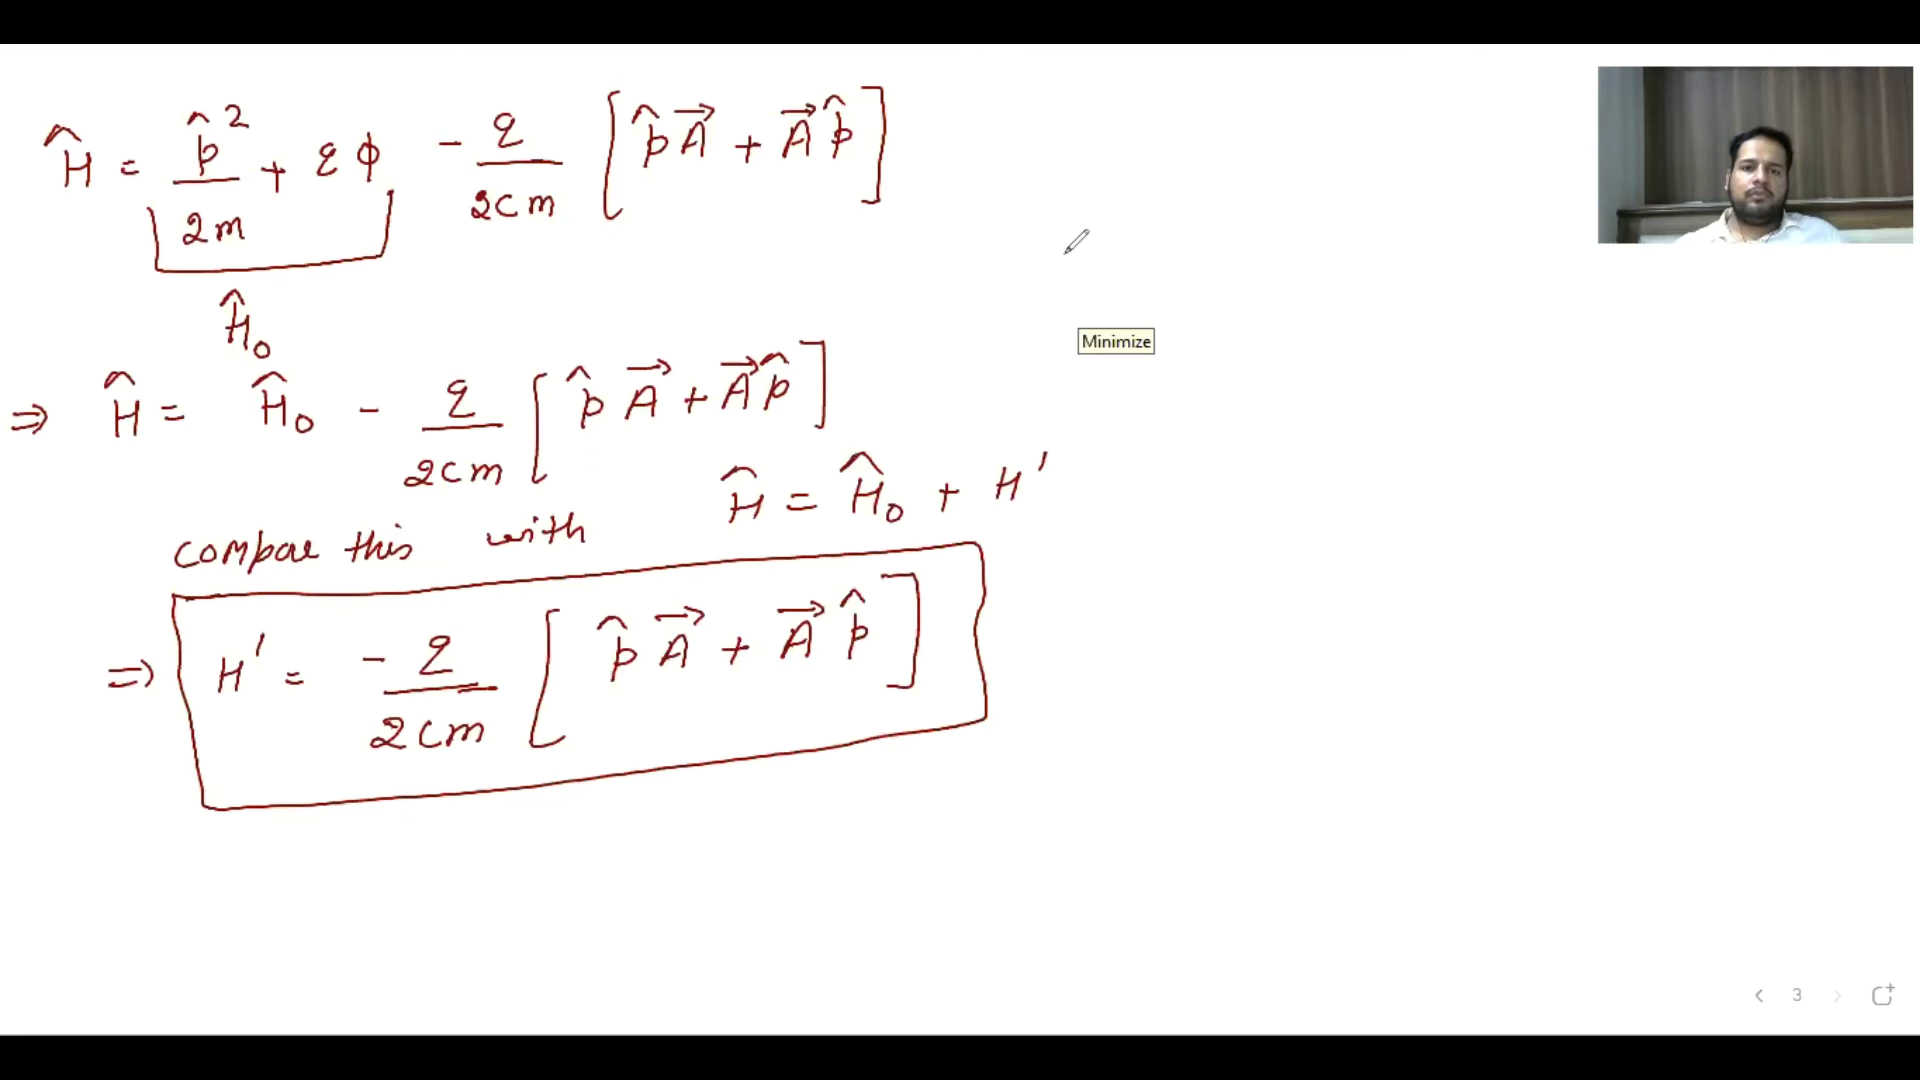 Ĥ = p̂²/2m + qϕ - q/2cm [p̂A⃗ + A⃗p̂]
Ĥ₀
⇒ Ĥ = Ĥ₀ - q/2cm [p̂A⃗ + A⃗p̂]
compare this with Ĥ = Ĥ₀ + H'
⇒ H' = -q/2cm [p̂A⃗ + A⃗p̂]
Minimize
3